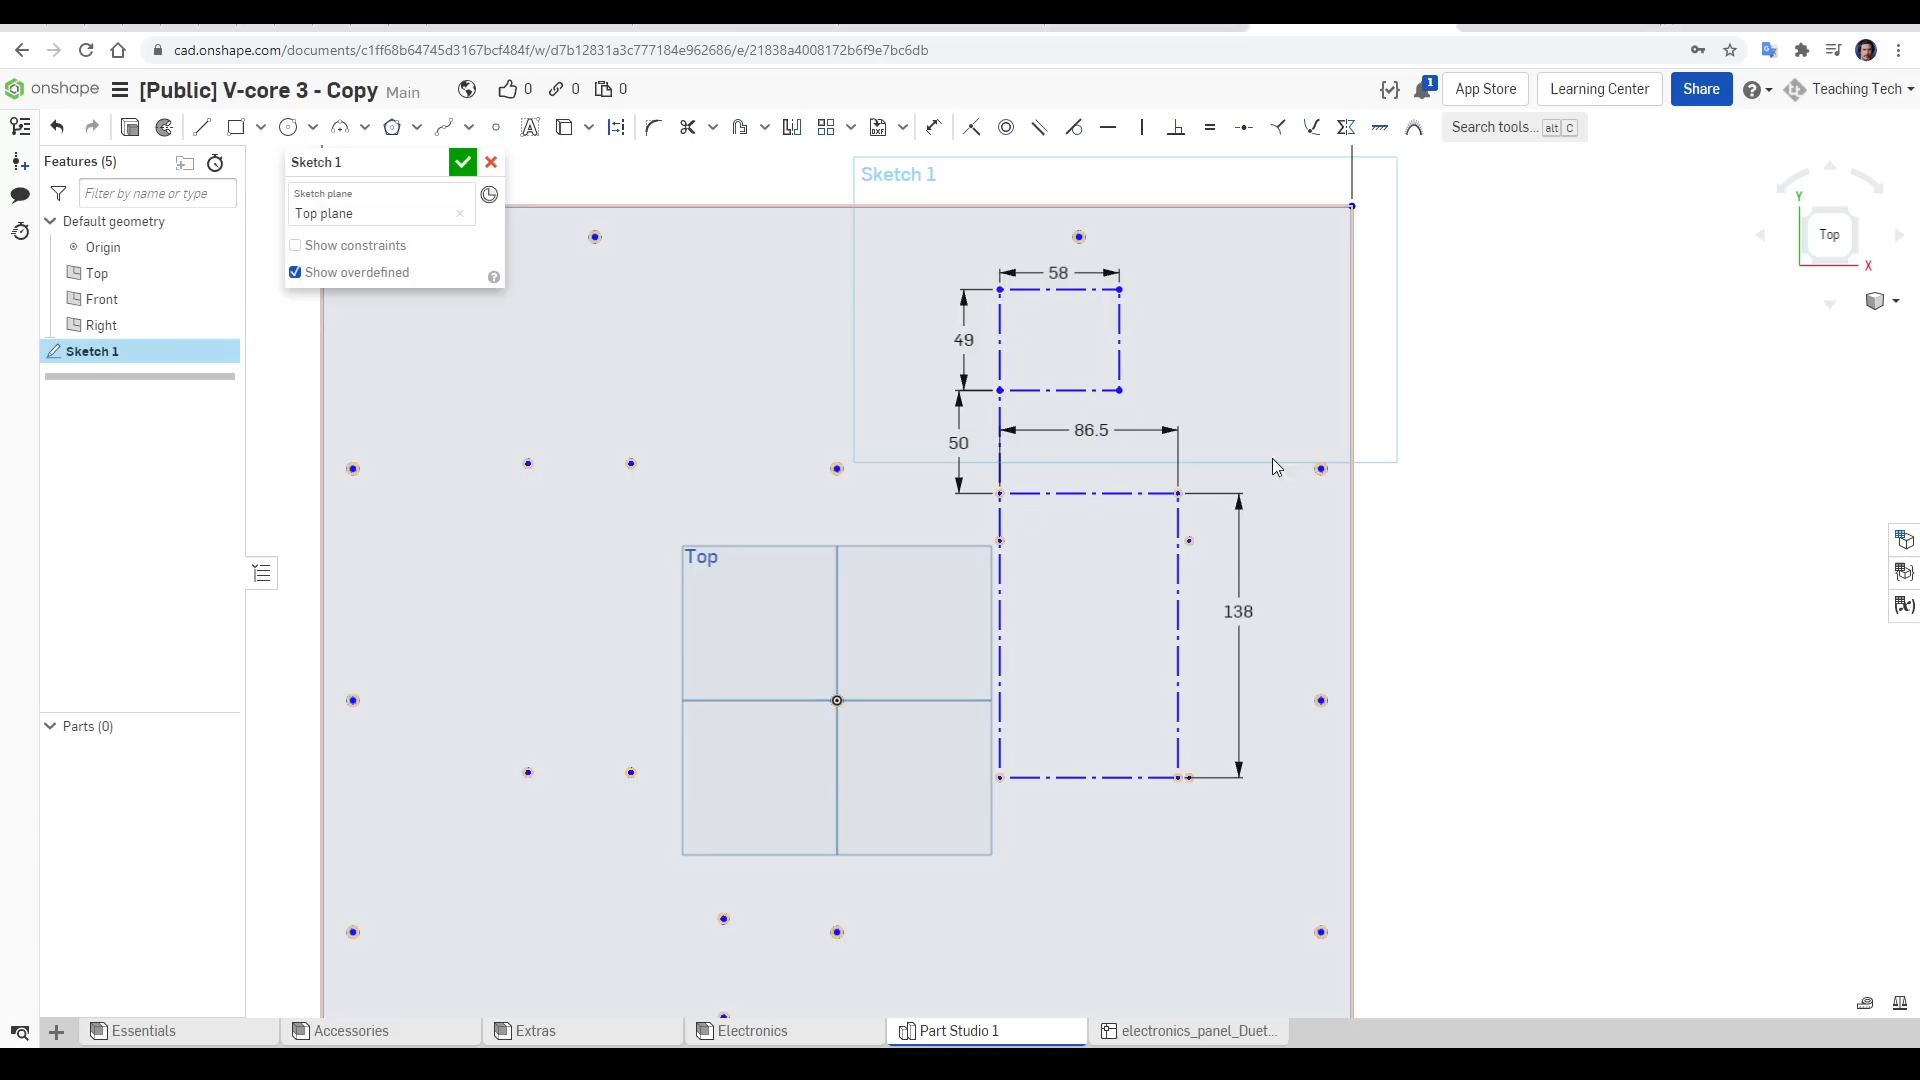 cad.onshape.com/documents/c1ff68b64745d3167bcf484f/w/d7b12831a3c777184e962686/e/21838a4008172b6f9e7bc6db
onshape
[Public] V-core 3 - Copy Main
0
0
0
1
App Store
Learning Center
Share
Teaching Tech
Search tools... alt C
Features (5)
Filter by name or type
Default geometry
Origin
Top
Front
Right
Sketch 1
Parts (0)
Sketch 1
Sketch plane
Top plane
Show constraints
Show overdefined
Sketch 1
58
49
50
86.5
138
Top
Y
Top
X
Essentials
Accessories
Extras
Electronics
Part Studio 1
electronics_panel_Duet...